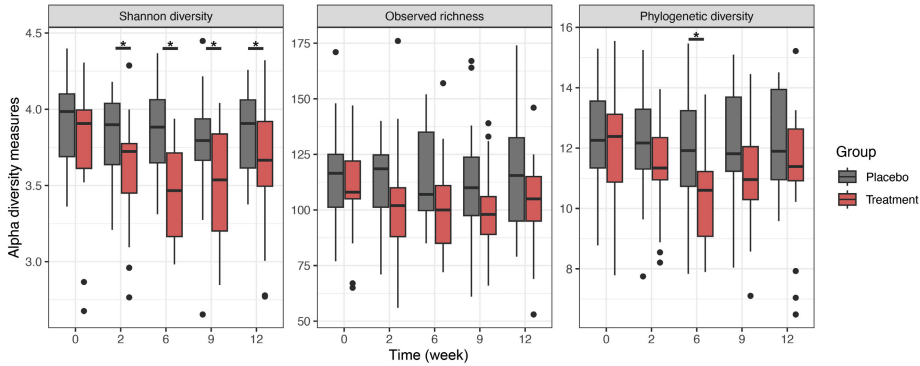 Shannon diversity
Observed richness
Phylogenetic diversity
Alpha diversity measures
4.5
4.0
3.5
3.0
* * * *
0 2 6 9 12
175
150
125
100
75
50
0 2 6 9 12
16
14
12
10
8
*
0 2 6 9 12
Time (week)
Group
Placebo
Treatment